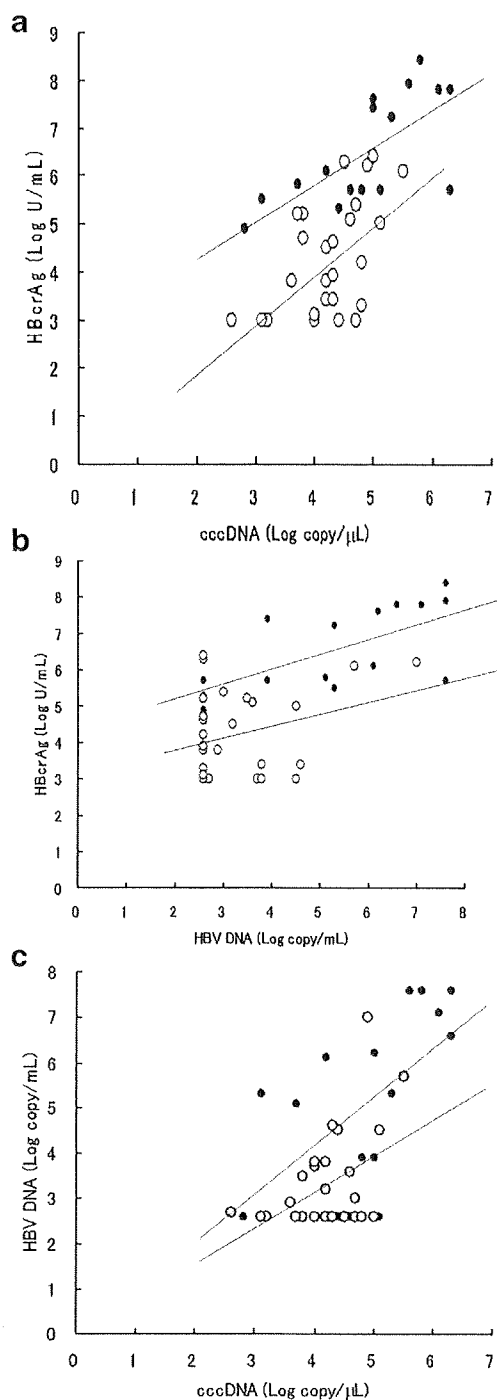 a
HBcrAg (Log U/mL)
9
8
7
6
5
4
3
2
1
0
0 1 2 3 4 5 6 7
cccDNA (Log copy/μL)
b
HBcrAg (Log U/mL)
9
8
7
6
5
4
3
2
1
0
0 1 2 3 4 5 6 7 8
HBV DNA (Log copy/mL)
c
HBV DNA (Log copy/mL)
8
7
6
5
4
3
2
1
0
0 1 2 3 4 5 6 7
cccDNA (Log copy/μL)